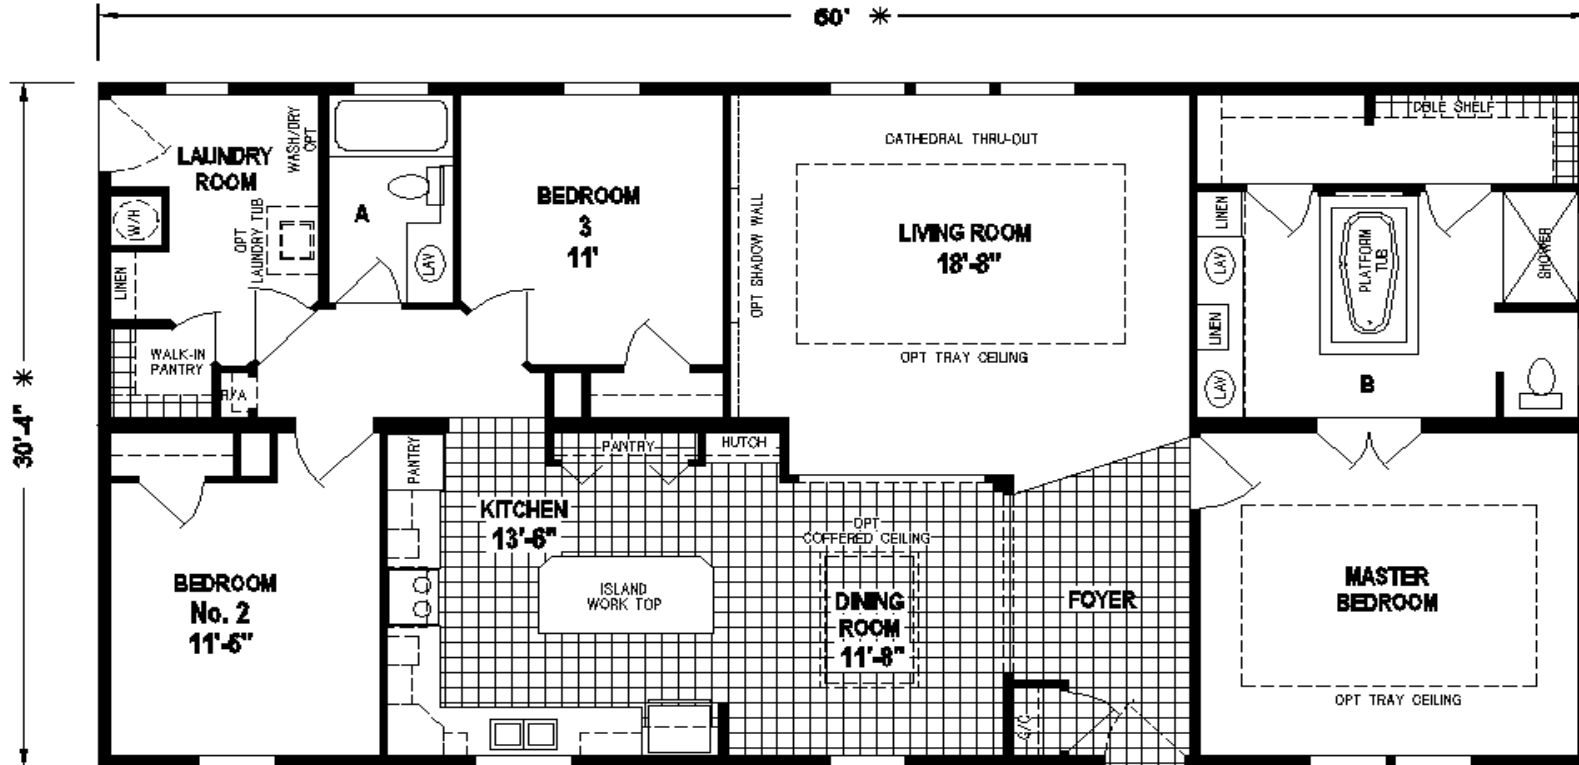 60' *
30'-4" *
LAUNDRY
ROOM
WASH/DRY
OPT
W/H
OPT
LAUNDRY TUB
LINEN
WALK-IN
PANTRY
R/A
A
LAV
BEDROOM
3
11'
OPT SHADOW WALL
CATHEDRAL THRU-OUT
LIVING ROOM
18'-8"
OPT TRAY CEILING
DBLE SHELF
LINEN
LAV
LINEN
LAV
PLATFORM
TUB
SHOWER
B
PANTRY
PANTRY
HUTCH
KITCHEN
13'-6"
ISLAND
WORK TOP
OPT
COFFERED CEILING
DINING
ROOM
11'-8"
FOYER
BEDROOM
No. 2
11'-6"
MASTER
BEDROOM
OPT TRAY CEILING